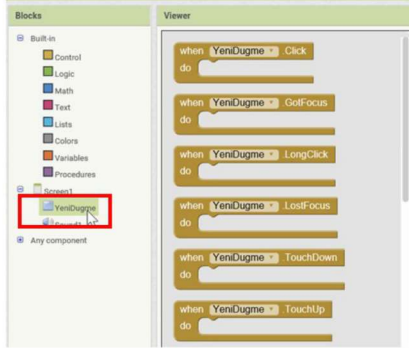 Blocks
Built-in
Control
Logic
Math
Text
Lists
Colors
Variables
Procedures
Screen1
YeniDugme
Any component
Viewer
when YeniDugme .Click
do
when YeniDugme .GotFocus
do
when YeniDugme .LongClick
do
when YeniDugme .LostFocus
do
when YeniDugme .TouchDown
do
when YeniDugme .TouchUp
do